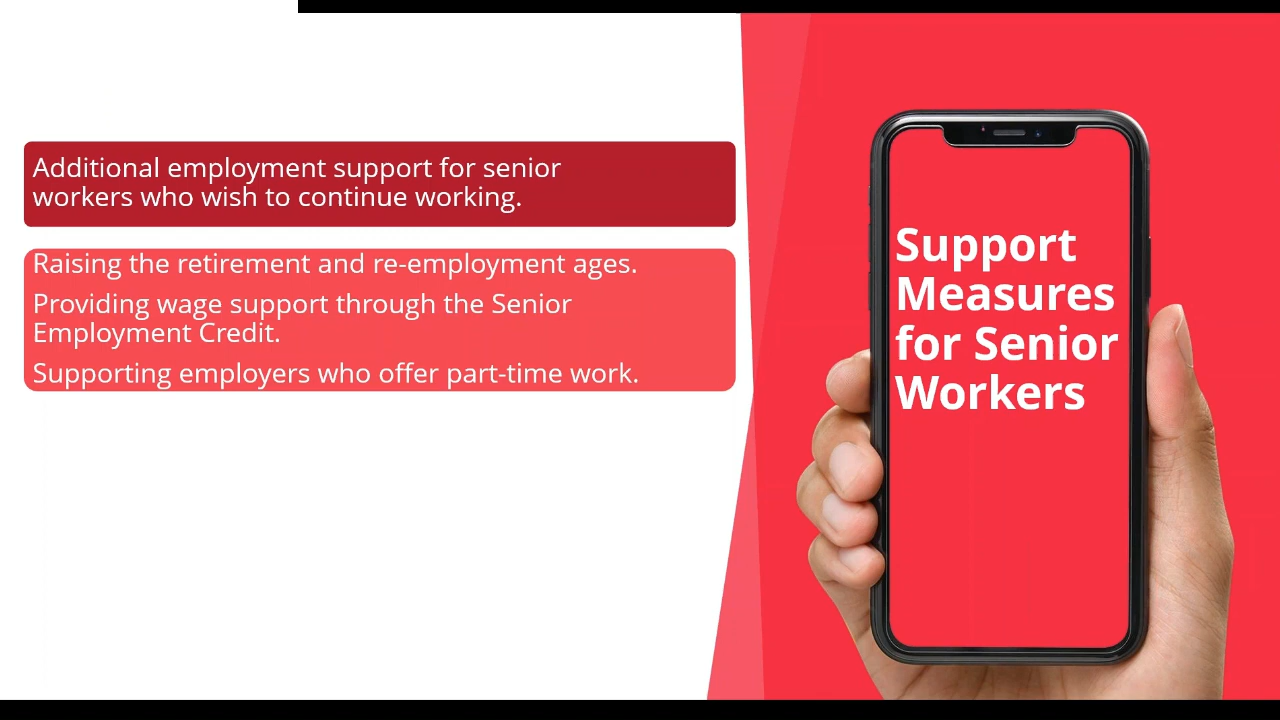 Additional employment support for senior
workers who wish to continue working.
Raising the retirement and re-employment ages.
Providing wage support through the Senior
Employment Credit.
Supporting employers who offer part-time work.
Support
Measures
for Senior
Workers